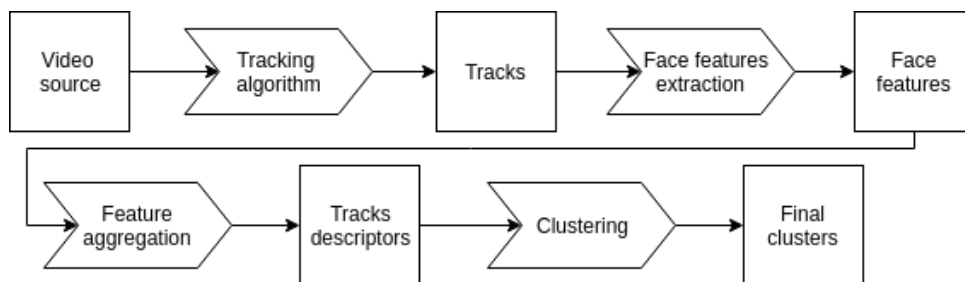 Video
source
Tracking
algorithm
Tracks
Face features
extraction
Face
features
Feature
aggregation
Tracks
descriptors
Clustering
Final
clusters